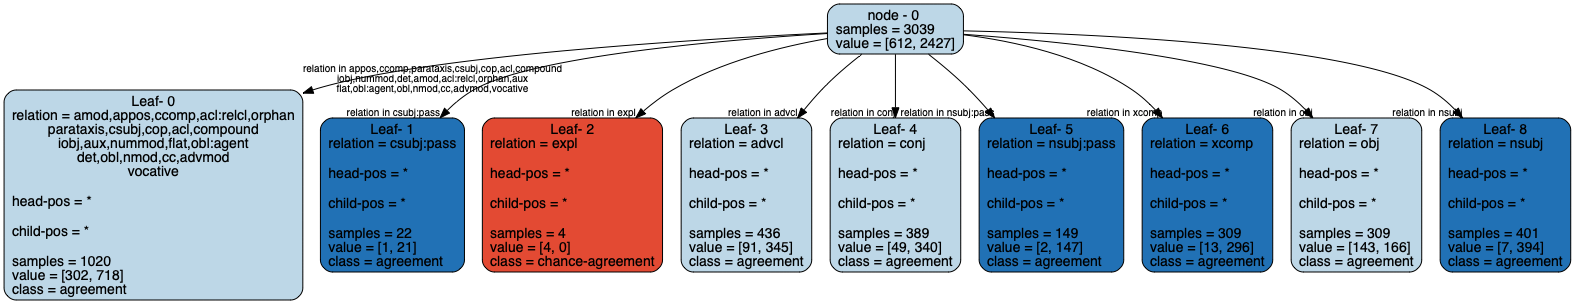 node - 0
samples = 3039
value = [612, 2427]
relation in appos,ccomp,parataxis,csubj,cop,acl,compound
iobj,nummod,det,amod,acl:relcl,orphan,aux
flat,obl:agent,obl,nmod,cc,advmod,vocative
relation in csubj:pass
relation in expl
relation in advcl
relation in conj
relation in nsubj:pass
relation in xcomp
relation in obj
relation in nsubj
Leaf- 0
relation = amod,appos,ccomp,acl:relcl,orphan
parataxis,csubj,cop,acl,compound
iobj,aux,nummod,flat,obl:agent
det,obl,nmod,cc,advmod
vocative
head-pos = *
child-pos = *
samples = 1020
value = [302, 718]
class = agreement
Leaf- 1
relation = csubj:pass
head-pos = *
child-pos = *
samples = 22
value = [1, 21]
class = agreement
Leaf- 2
relation = expl
head-pos = *
child-pos = *
samples = 4
value = [4, 0]
class = chance-agreement
Leaf- 3
relation = advcl
head-pos = *
child-pos = *
samples = 436
value = [91, 345]
class = agreement
Leaf- 4
relation = conj
head-pos = *
child-pos = *
samples = 389
value = [49, 340]
class = agreement
Leaf- 5
relation = nsubj:pass
head-pos = *
child-pos = *
samples = 149
value = [2, 147]
class = agreement
Leaf- 6
relation = xcomp
head-pos = *
child-pos = *
samples = 309
value = [13, 296]
class = agreement
Leaf- 7
relation = obj
head-pos = *
child-pos = *
samples = 309
value = [143, 166]
class = agreement
Leaf- 8
relation = nsubj
head-pos = *
child-pos = *
samples = 401
value = [7, 394]
class = agreement